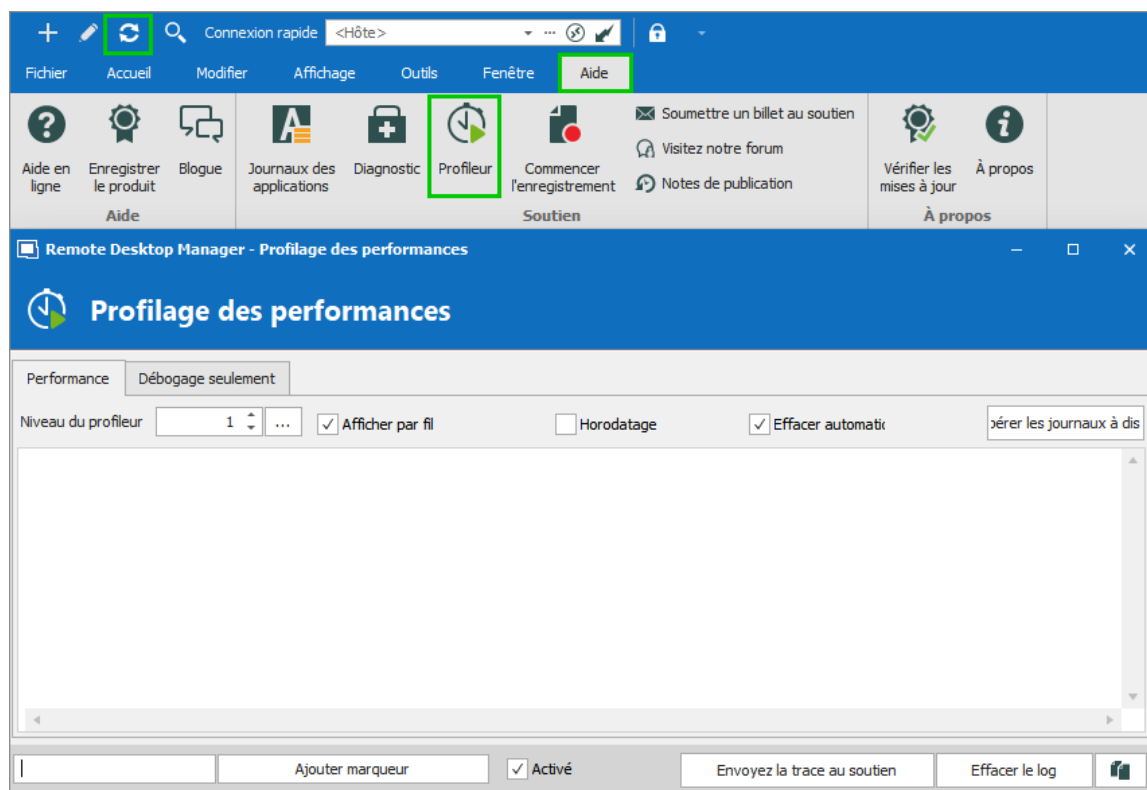 Connexion rapide <Hôte>
Fichier Accueil Modifier Affichage Outils Fenêtre Aide
Aide en ligne
Enregistrer le produit
Blogue
Journaux des applications
Diagnostic
Profileur
Commencer l'enregistrement
Soumettre un billet au soutien
Visitez notre forum
Notes de publication
Vérifier les mises à jour
À propos
Aide Soutien À propos
Remote Desktop Manager - Profilage des performances
Profilage des performances
Performance Débogage seulement
Niveau du profileur 1 ... Afficher par fil Horodatage Effacer automatic pérer les journaux à dis
Ajouter marqueur Activé Envoyez la trace au soutien Effacer le log